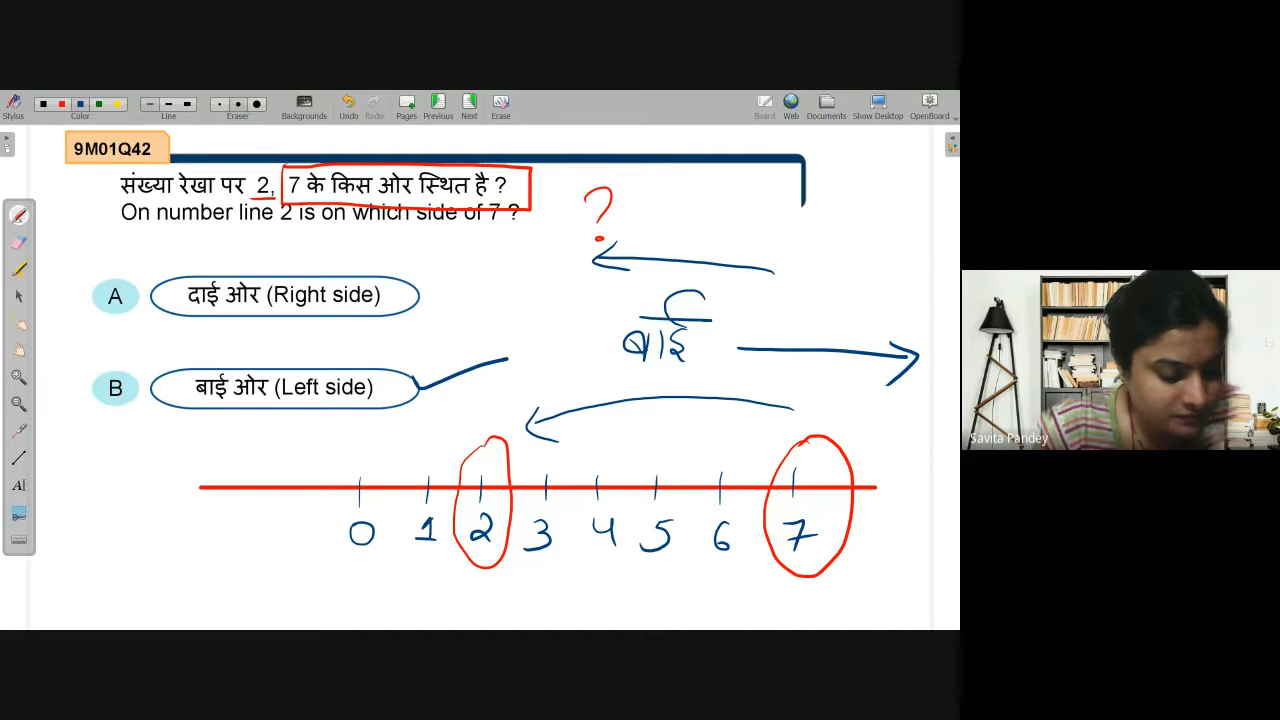 Stylus
Color
Line
Eraser
Backgrounds
Undo
Redo
Pages
Previous
Next
Erase
Board
Web
Documents
Show Desktop
OpenBoard
9M01Q42
संख्या रेखा पर 2, 7 के किस ओर स्थित है ?
On number line 2 is on which side of 7 ?
?
A दाई ओर (Right side)
बाई
B बाई ओर (Left side)
Savita Pandey
0 1 2 3 4 5 6 7